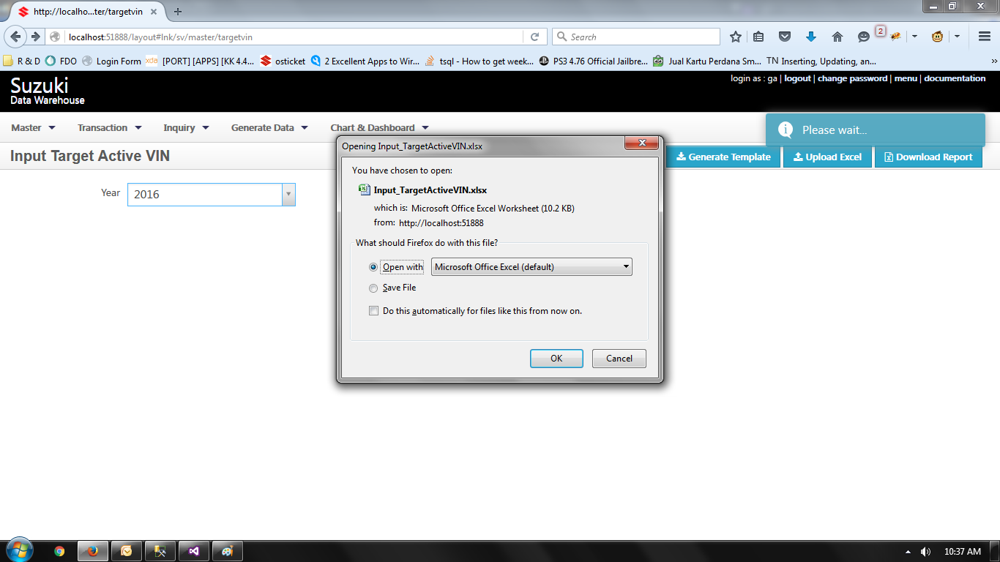 http://localho...ter/targetvin
localhost:51888/layout#lnk/sv/master/targetvin
Search
2
R & D FDO Login Form xda [PORT] [APPS] [KK 4.4... osticket 2 Excellent Apps to Wir... tsql - How to get week... PS3 4.76 Official Jailbre... Jual Kartu Perdana Sm... TN Inserting, Updating, an... »
Suzuki
Data Warehouse
login as : ga | logout | change password | menu | documentation
Master Transaction Inquiry Generate Data Chart & Dashboard
Please wait...
Input Target Active VIN
Generate Template Upload Excel Download Report
Year 2016
Opening Input_TargetActiveVIN.xlsx
You have chosen to open:
Input_TargetActiveVIN.xlsx
which is: Microsoft Office Excel Worksheet (10.2 KB)
from: http://localhost:51888
What should Firefox do with this file?
Open with Microsoft Office Excel (default)
Save File
Do this automatically for files like this from now on.
OK Cancel
10:37 AM